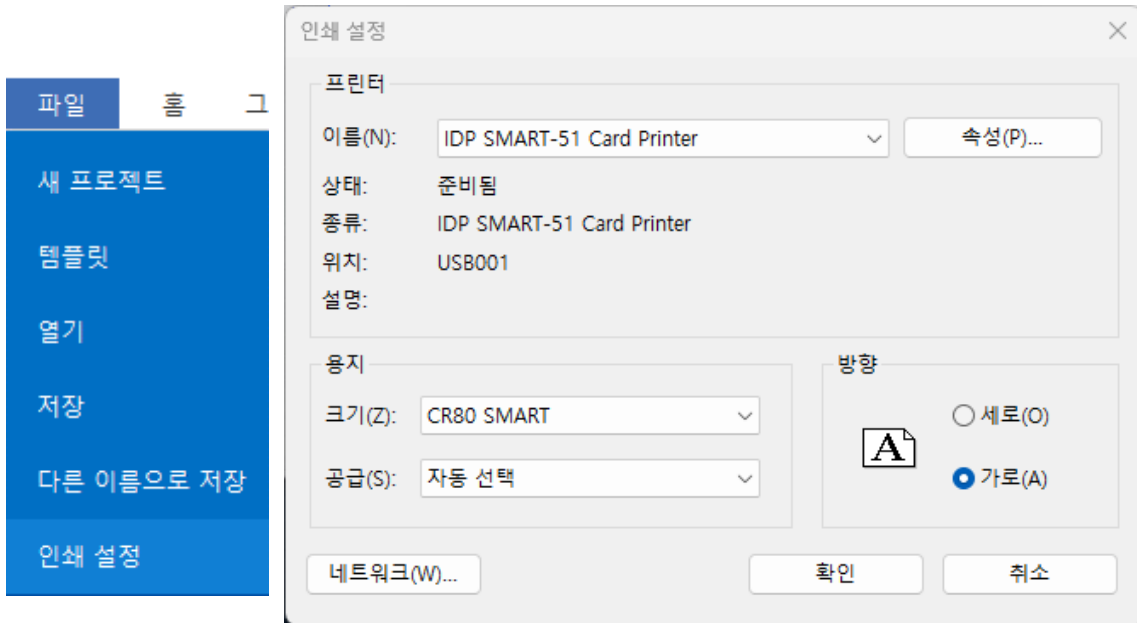 파일 홈 그
새 프로젝트
템플릿
열기
저장
다른 이름으로 저장
인쇄 설정
인쇄 설정
프린터
이름(N): IDP SMART-51 Card Printer 속성(P)...
상태: 준비됨
종류: IDP SMART-51 Card Printer
위치: USB001
설명:
용지
크기(Z): CR80 SMART
공급(S): 자동 선택
방향
A
세로(O)
가로(A)
네트워크(W)... 확인 취소